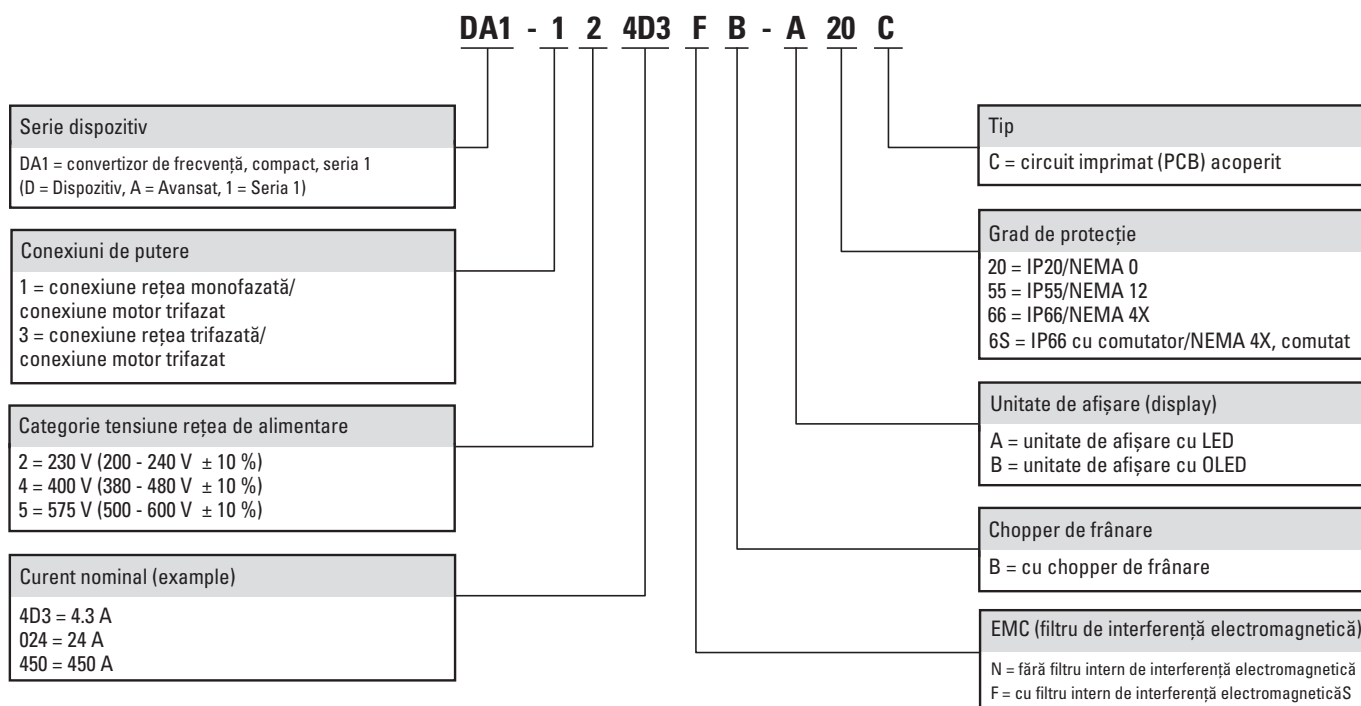 DA1 - 1 2 4D3 F B - A 20 C
Serie dispozitiv
DA1 = convertizor de frecvență, compact, seria 1
(D = Dispozitiv, A = Avansat, 1 = Seria 1)
Conexiuni de putere
1 = conexiune rețea monofazată/
conexiune motor trifazat
3 = conexiune rețea trifazată/
conexiune motor trifazat
Categorie tensiune rețea de alimentare
2 = 230 V (200 - 240 V ± 10 %)
4 = 400 V (380 - 480 V ± 10 %)
5 = 575 V (500 - 600 V ± 10 %)
Curent nominal (example)
4D3 = 4.3 A
024 = 24 A
450 = 450 A
Tip
C = circuit imprimat (PCB) acoperit
Grad de protecție
20 = IP20/NEMA 0
55 = IP55/NEMA 12
66 = IP66/NEMA 4X
6S = IP66 cu comutator/NEMA 4X, comutat
Unitate de afișare (display)
A = unitate de afișare cu LED
B = unitate de afișare cu OLED
Chopper de frânare
B = cu chopper de frânare
EMC (filtru de interferență electromagnetică)
N = fără filtru intern de interferență electromagnetică
F = cu filtru intern de interferență electromagneticăS